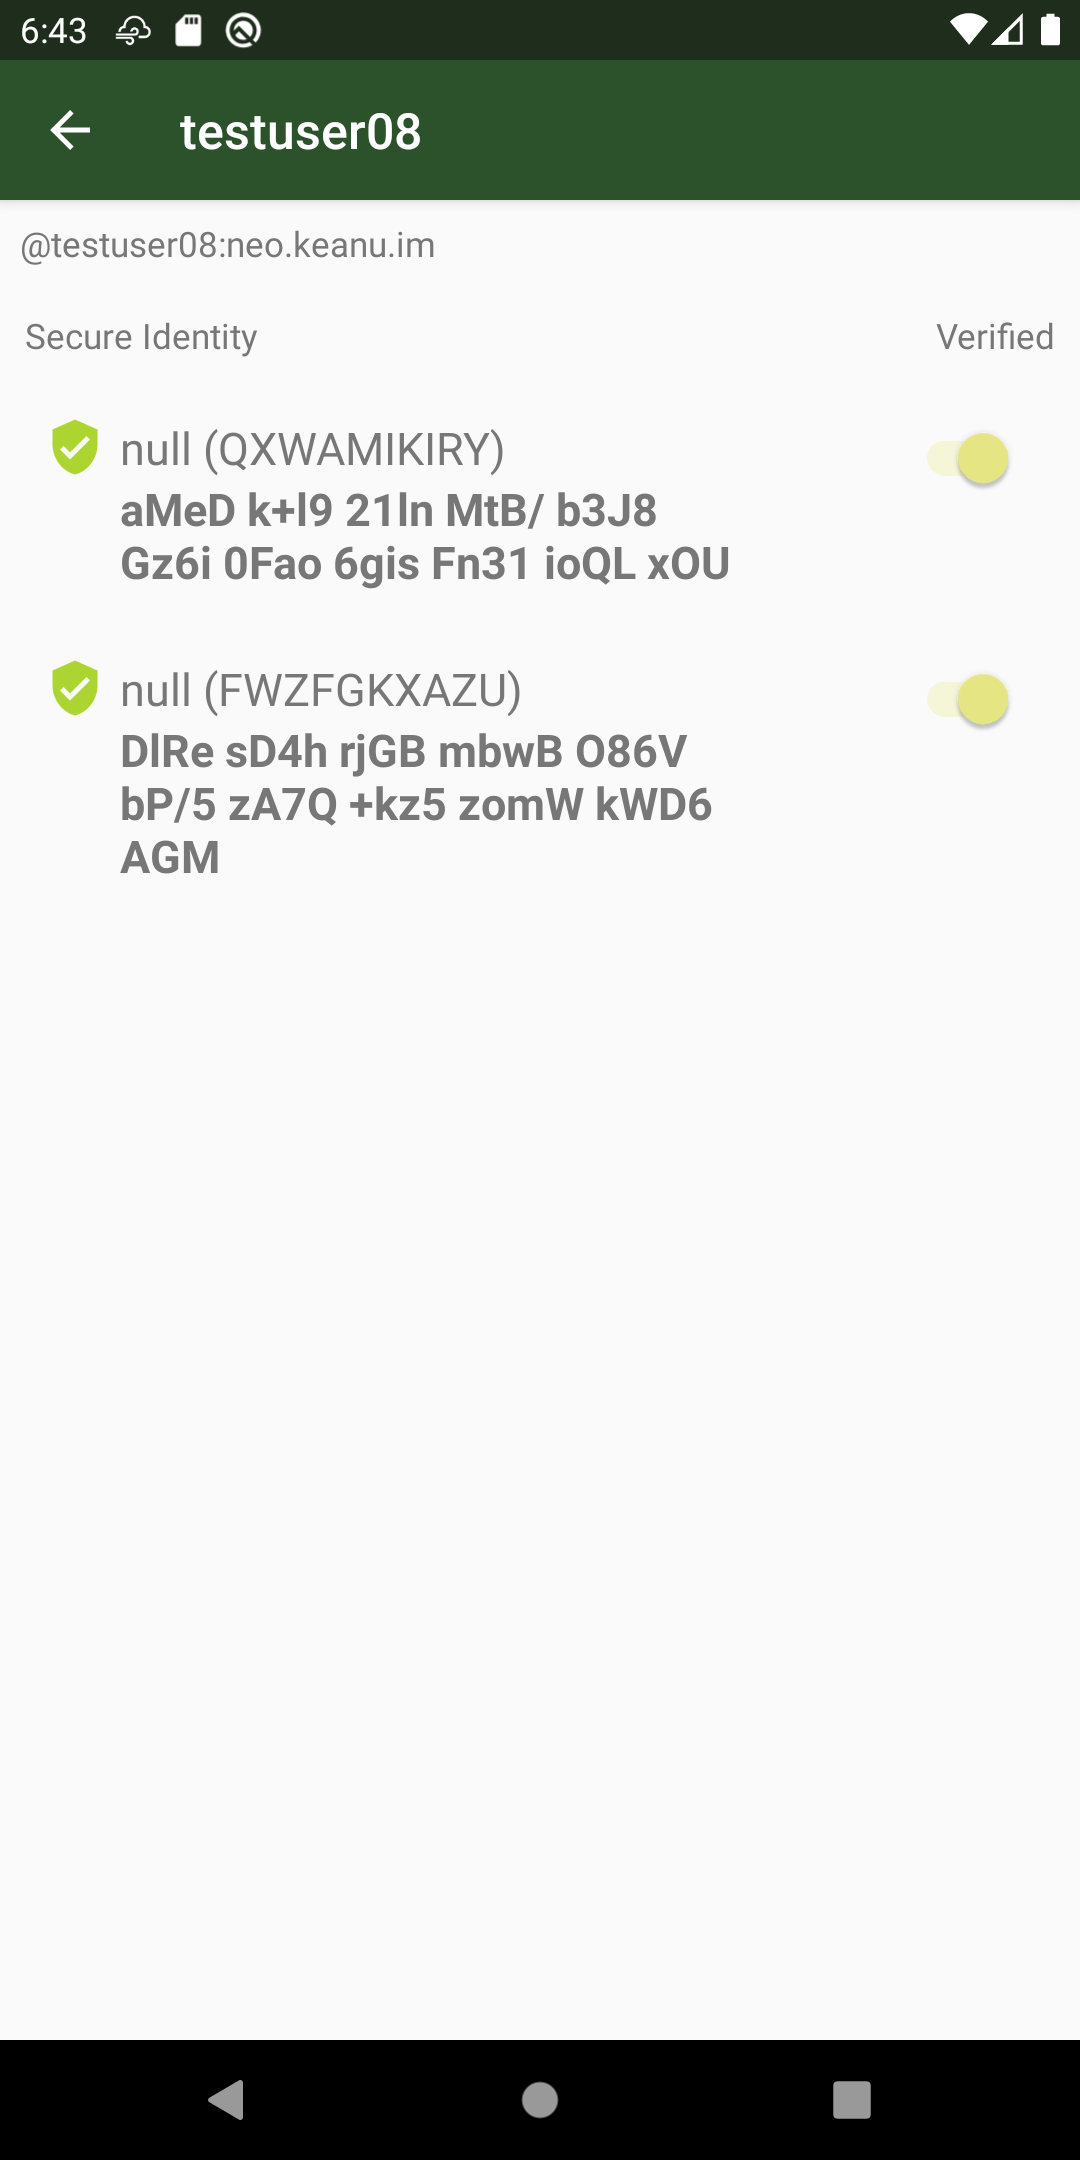 6:43
testuser08
@testuser08:neo.keanu.im
Secure Identity
Verified
null (QXWAMIKIRY)
aMeD k+l9 21ln MtB/ b3J8
Gz6i 0Fao 6gis Fn31 ioQL xOU
null (FWZFGKXAZU)
DlRe sD4h rjGB mbwB O86V
bP/5 zA7Q +kz5 zomW kWD6
AGM